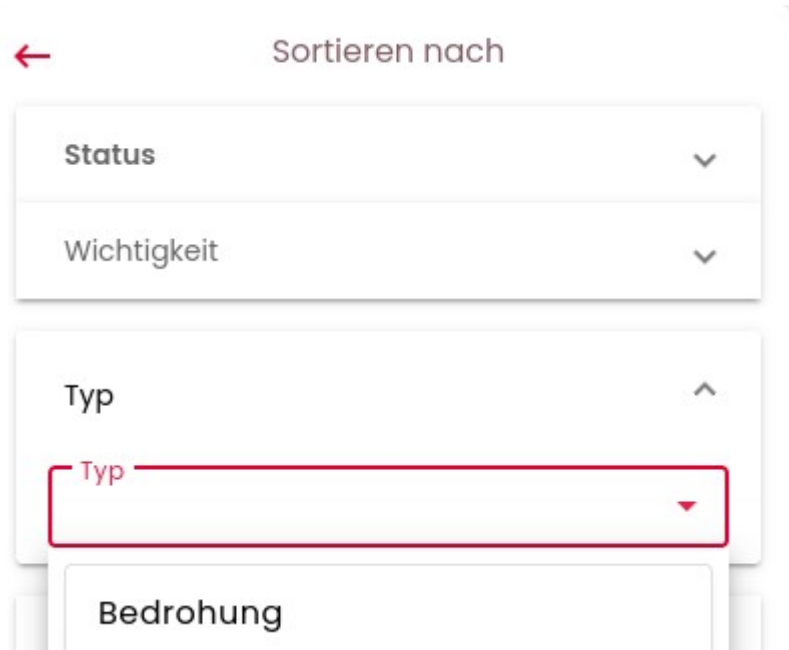 Sortieren nach
Status
Wichtigkeit
Typ
Typ
Bedrohung